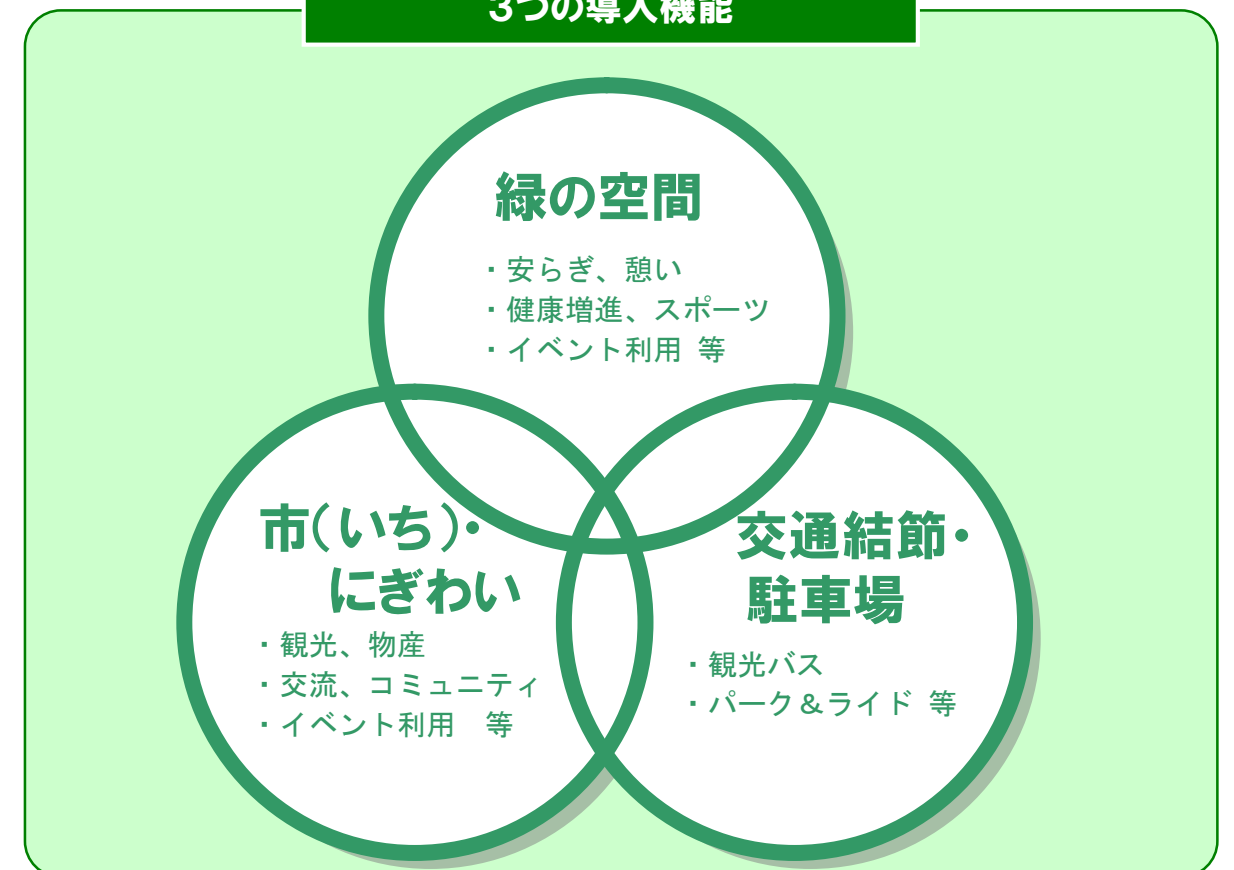 3つの導入機能
緑の空間
・安らぎ、憩い
・健康増進、スポーツ
・イベント利用 等
市(いち)・
にぎわい
・観光、物産
・交流、コミュニティ
・イベント利用 等
交通結節・
駐車場
・観光バス
・パーク&ライド 等